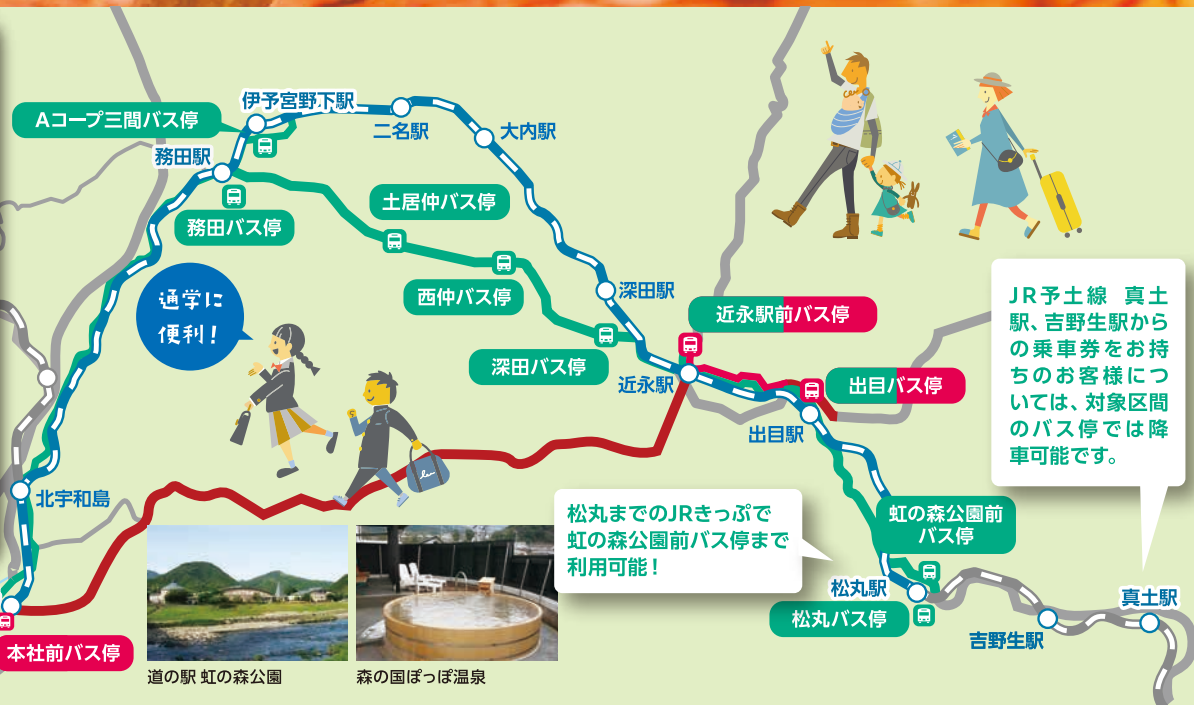 伊予宮野下駅
Aコープ三間バス停
二名駅
大内駅
務田駅
務田バス停
土居仲バス停
西仲バス停
深田駅
深田バス停
通学に
便利！
近永駅前バス停
近永駅
出目バス停
出目駅
JR予土線 真土
駅、吉野生駅から
の乗車券をお持
ちのお客様につ
いては、対象区間
のバス停では降
車可能です。
北宇和島
松丸までのJRきっぷで
虹の森公園前バス停まで
利用可能！
虹の森公園前
バス停
松丸駅
松丸バス停
吉野生駅
真土駅
本社前バス停
道の駅 虹の森公園
森の国ぽっぽ温泉